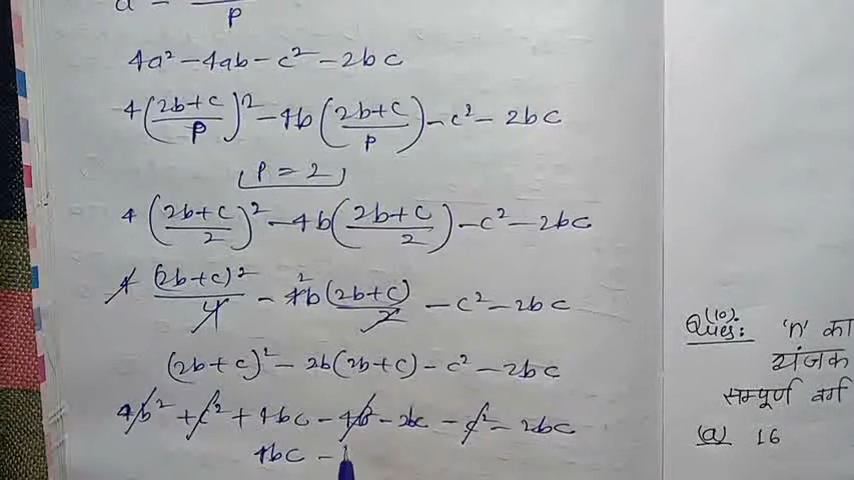 P
4a² - 4ab - c² - 2bc
4(2b+c/P)² - 4b(2b+c/P) - c² - 2bc
P = 2
4(2b+c/2)² - 4b(2b+c/2) - c² - 2bc
4 (2b+c)²/4 - 4b²(2b+c)/2 - c² - 2bc
(2b+c)² - 2b(2b+c) - c² - 2bc
4b² + c² + 4bc - 4b² - 2bc - c² - 2bc
4bc -
Ques:(10). 'n' का
व्यंजक
सम्पूर्ण वर्ग
(a) 16